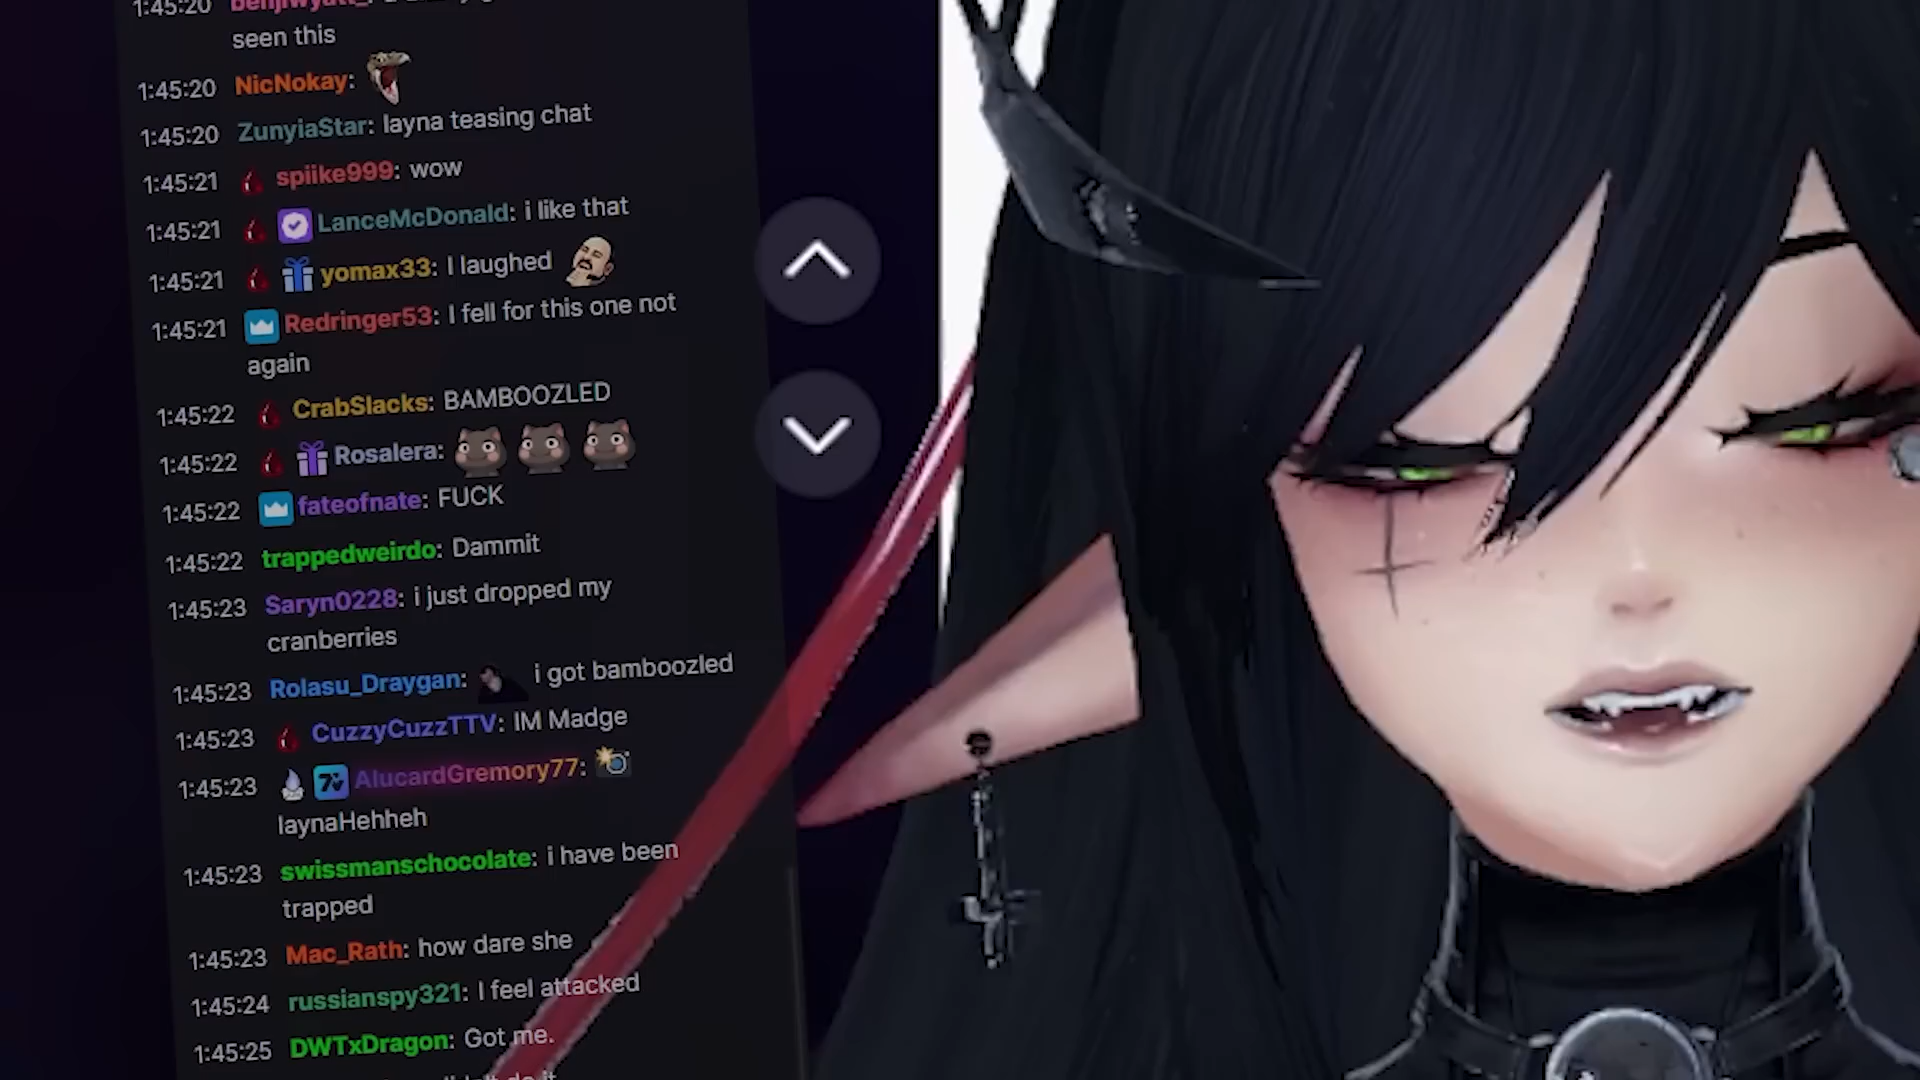 1:45:20
seen this
1:45:20 NicNokay:
1:45:20 ZunyiaStar: layna teasing chat
1:45:21 spiike999: wow
1:45:21 LanceMcDonald: i like that
1:45:21 yomax33: I laughed
1:45:21 Redringer53: I fell for this one not
again
1:45:22 CrabSlacks: BAMBOOZLED
1:45:22 Rosalera:
1:45:22 fateofnate: FUCK
1:45:22 trappedweirdo: Dammit
1:45:23 Saryn0228: i just dropped my
cranberries
1:45:23 Rolasu_Draygan: i got bamboozled
1:45:23 CuzzyCuzzTTV: IM Madge
1:45:23 AlucardGremory77:
laynaHehheh
1:45:23 swissmanschocolate: i have been
trapped
1:45:23 Mac_Rath: how dare she
1:45:24 russianspy321: I feel attacked
1:45:25 DWTxDragon: Got me.